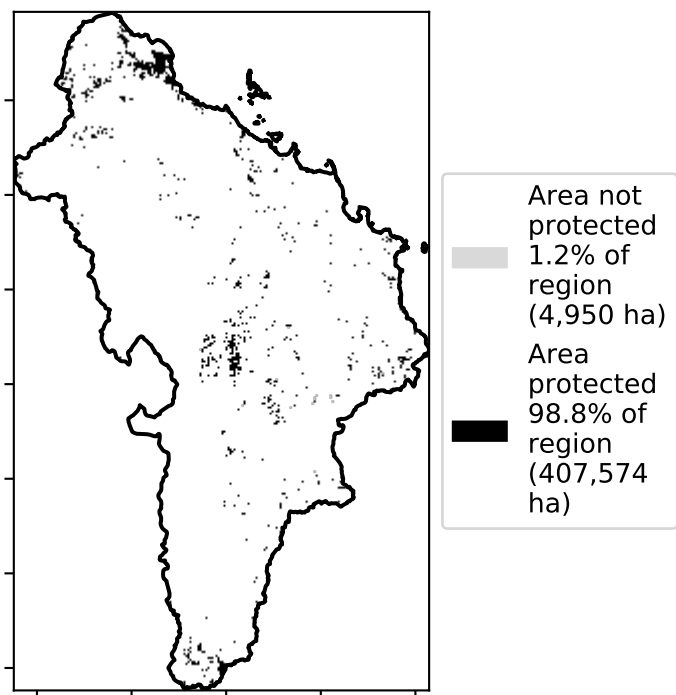 Area not
protected
1.2% of
region
(4,950 ha)
Area
protected
98.8% of
region
(407,574
ha)